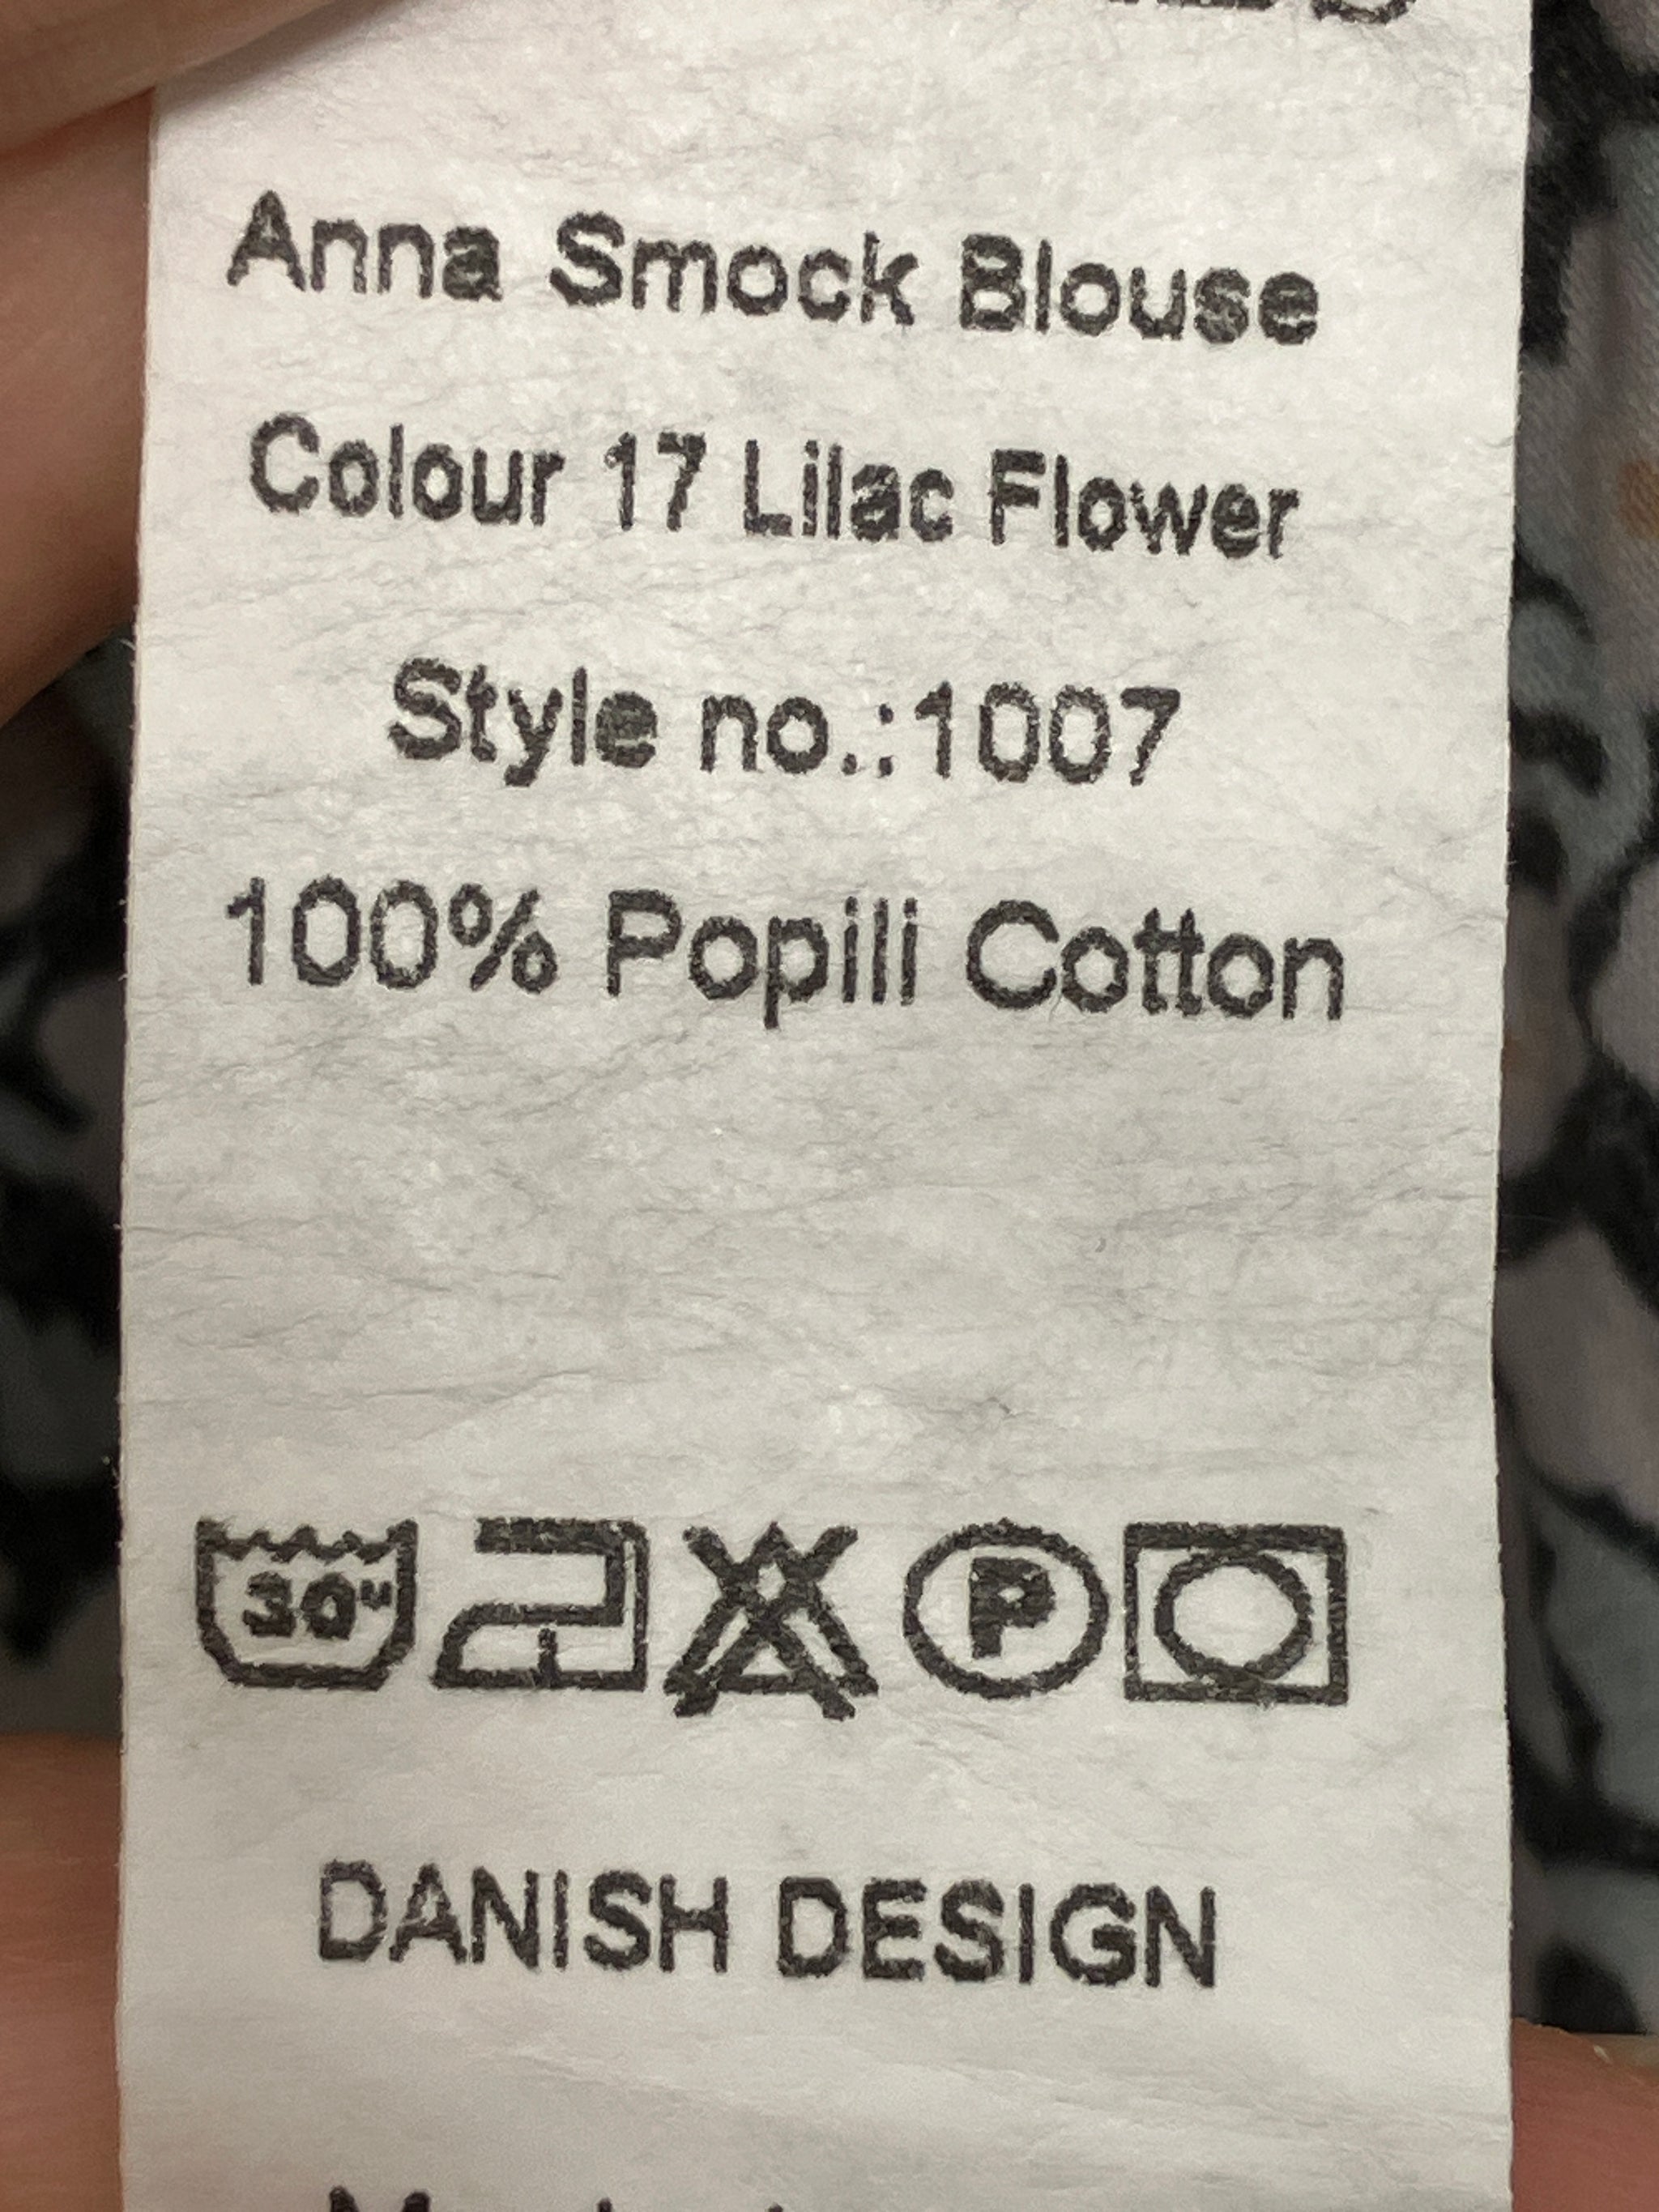 Anna Smock Blouse
Colour 17 Lilac Flower
Style no.:1007
100% Popili Cotton
30" P
DANISH DESIGN